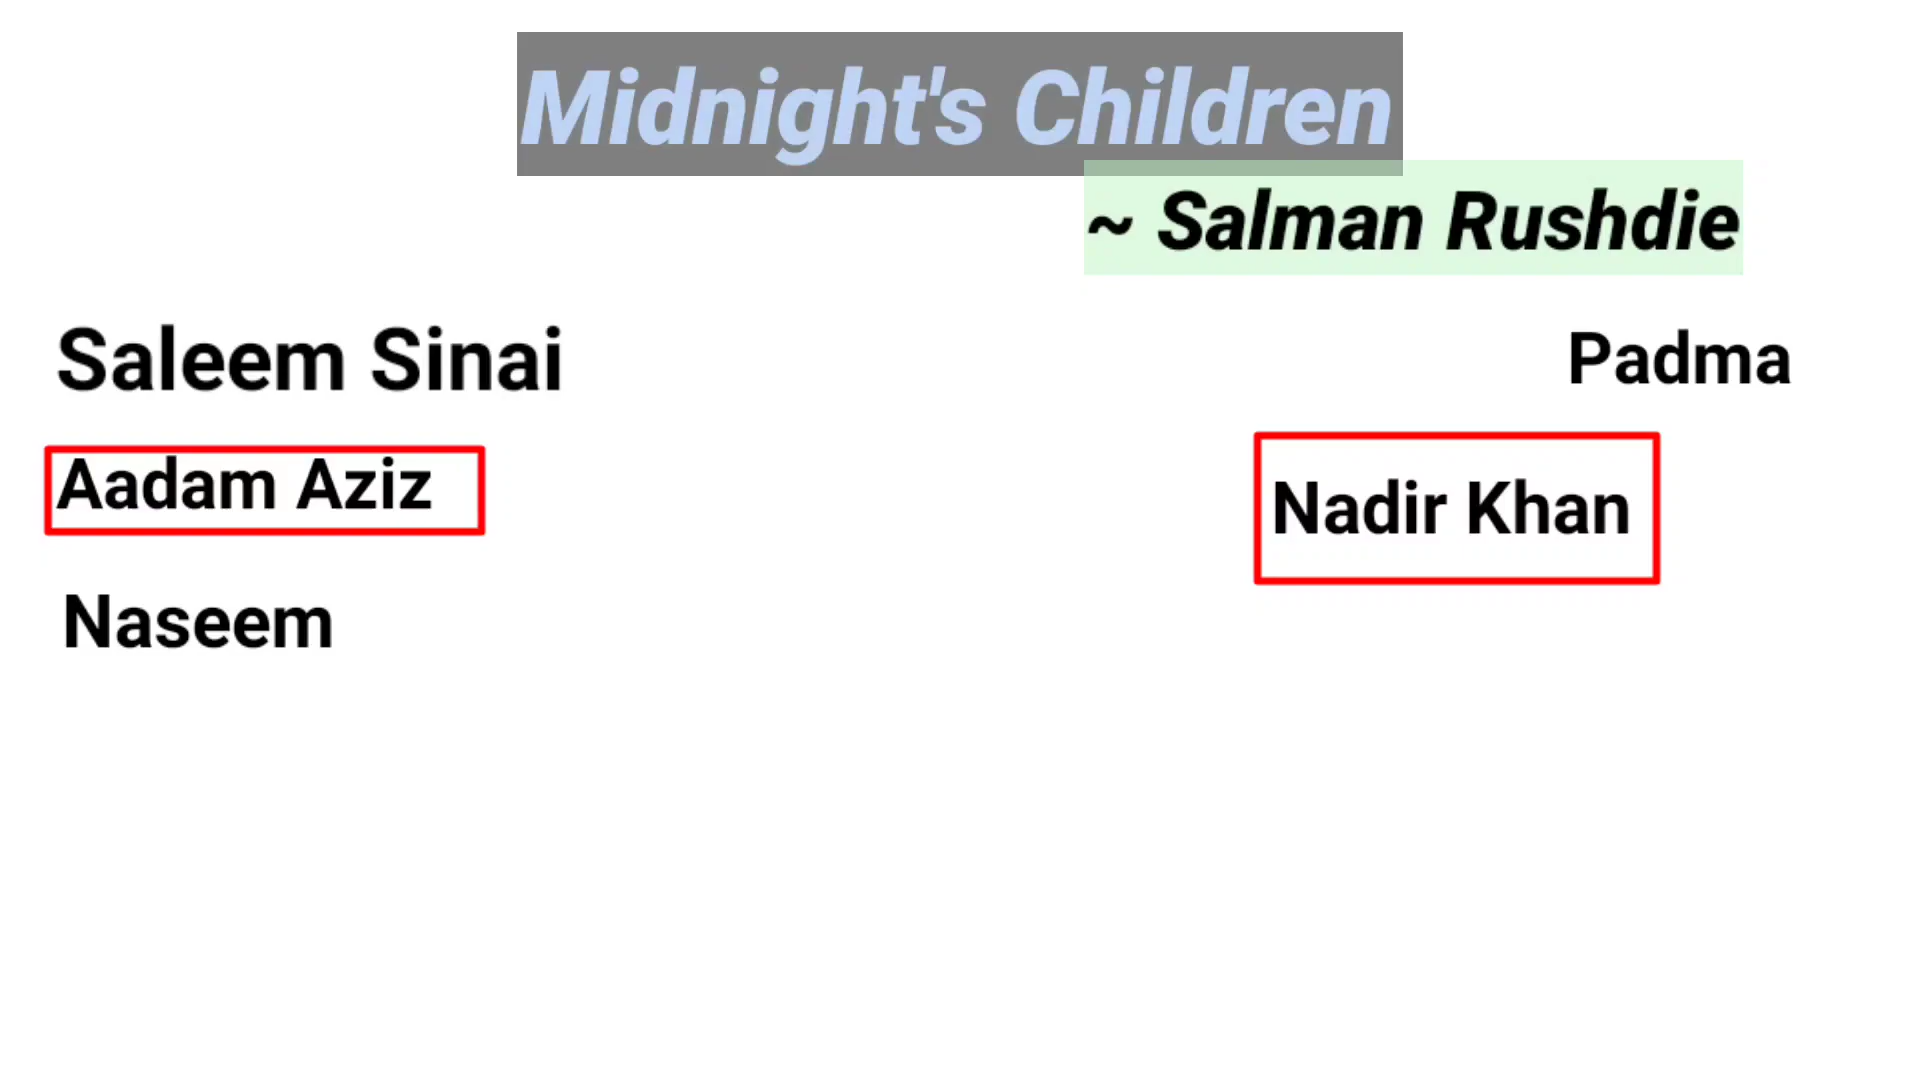 Midnight's Children
~ Salman Rushdie
Saleem Sinai
Padma
Aadam Aziz
Nadir Khan
Naseem